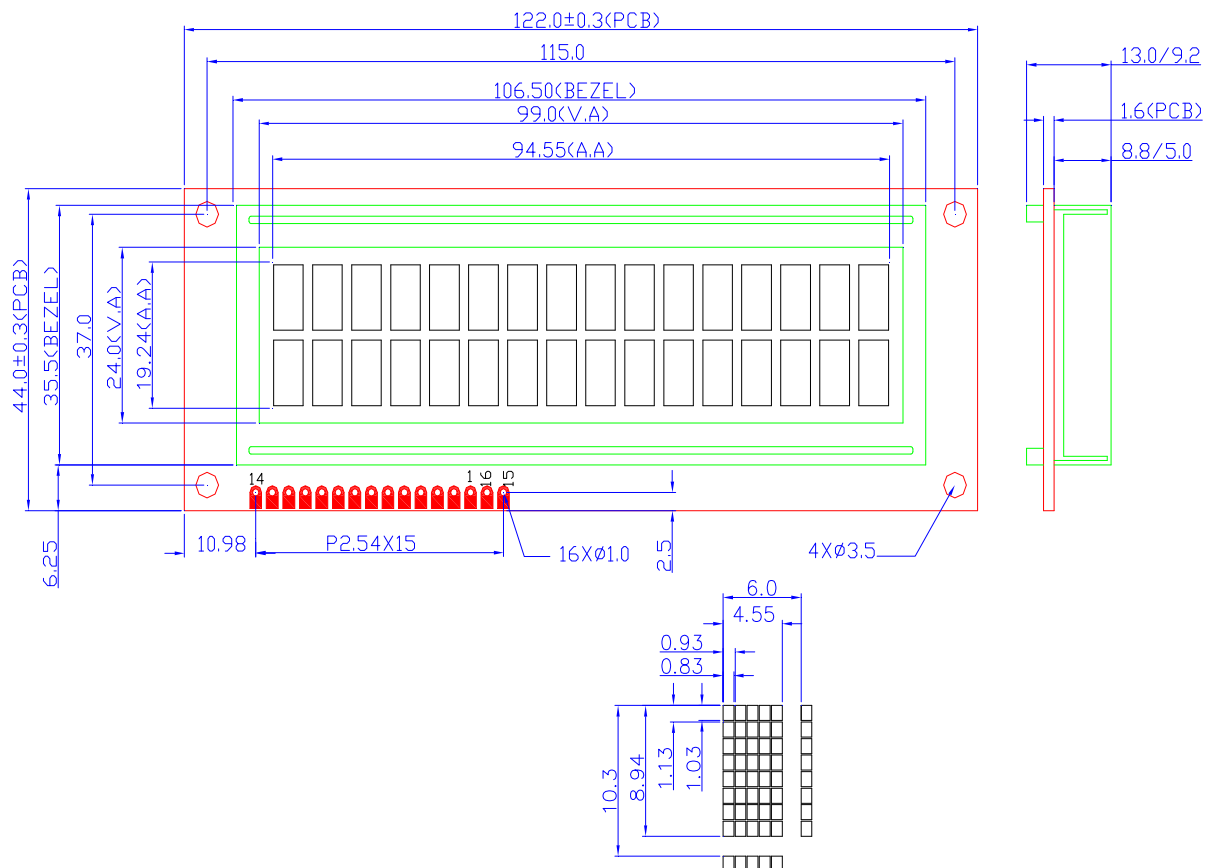 122.0±0.3(PCB)
115.0
13.0/9.2
106.50(BEZEL)
99.0(V.A)
1.6(PCB)
94.55(A.A)
8.8/5.0
44.0±0.3(PCB)
35.5(BEZEL)
37.0
24.0(V.A)
19.24(A.A)
14
1
16
15
6.25
10.98
P2.54X15
16XØ1.0
2.5
4XØ3.5
6.0
4.55
0.93
0.83
10.3
8.94
1.13
1.03